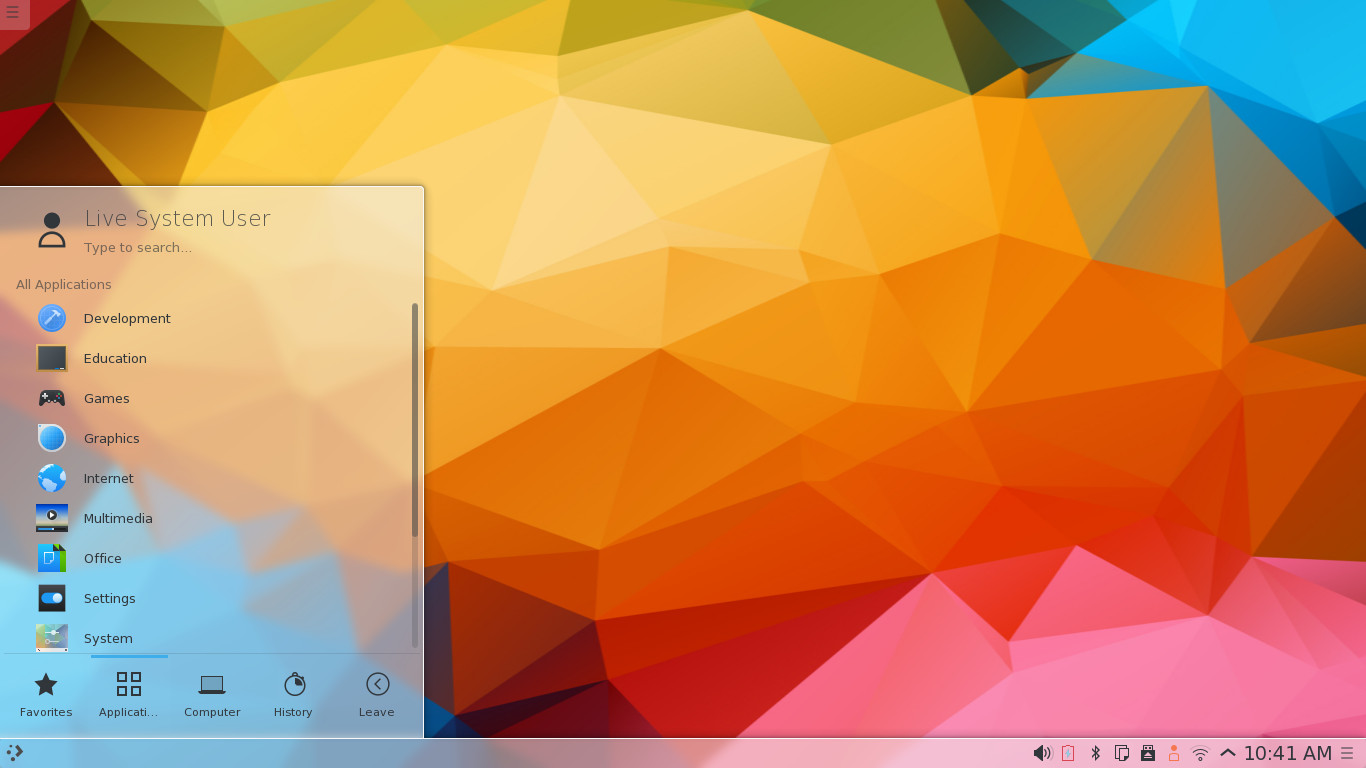 Live System User
Type to search...
All Applications
Development
Education
Games
Graphics
Internet
Multimedia
Office
Settings
System
Favorites
Applicati...
Computer
History
Leave
10:41 AM